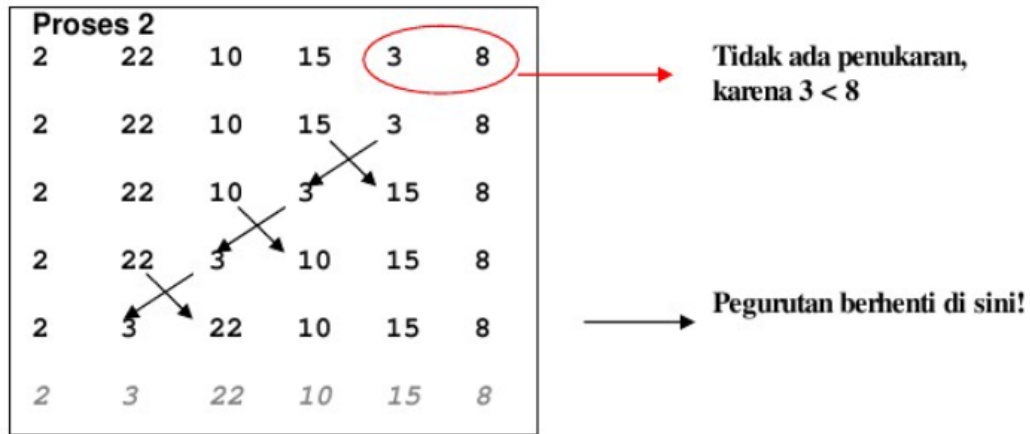 Proses 2
2 22 10 15 3 8
Tidak ada penukaran,
karena 3 < 8
2 22 10 15 3 8
2 22 10 3 15 8
2 22 3 10 15 8
2 3 22 10 15 8
Pegurutan berhenti di sini!
2 3 22 10 15 8